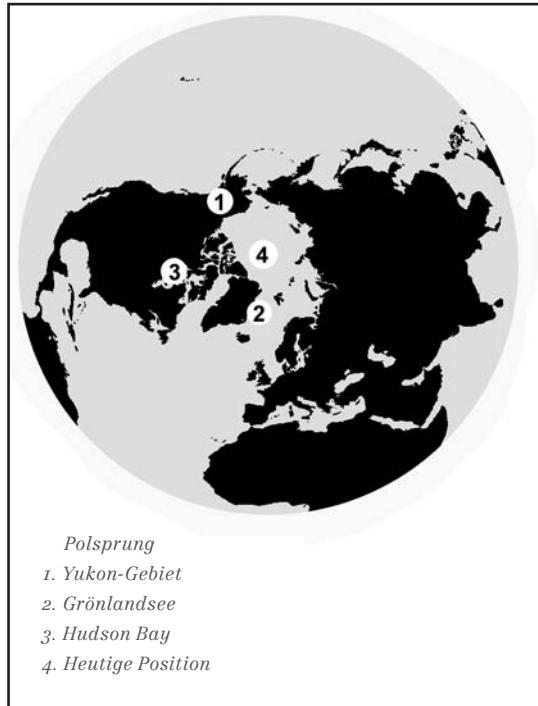 1
4
3
2
Polsprung
1. Yukon-Gebiet
2. Grönlandsee
3. Hudson Bay
4. Heutige Position